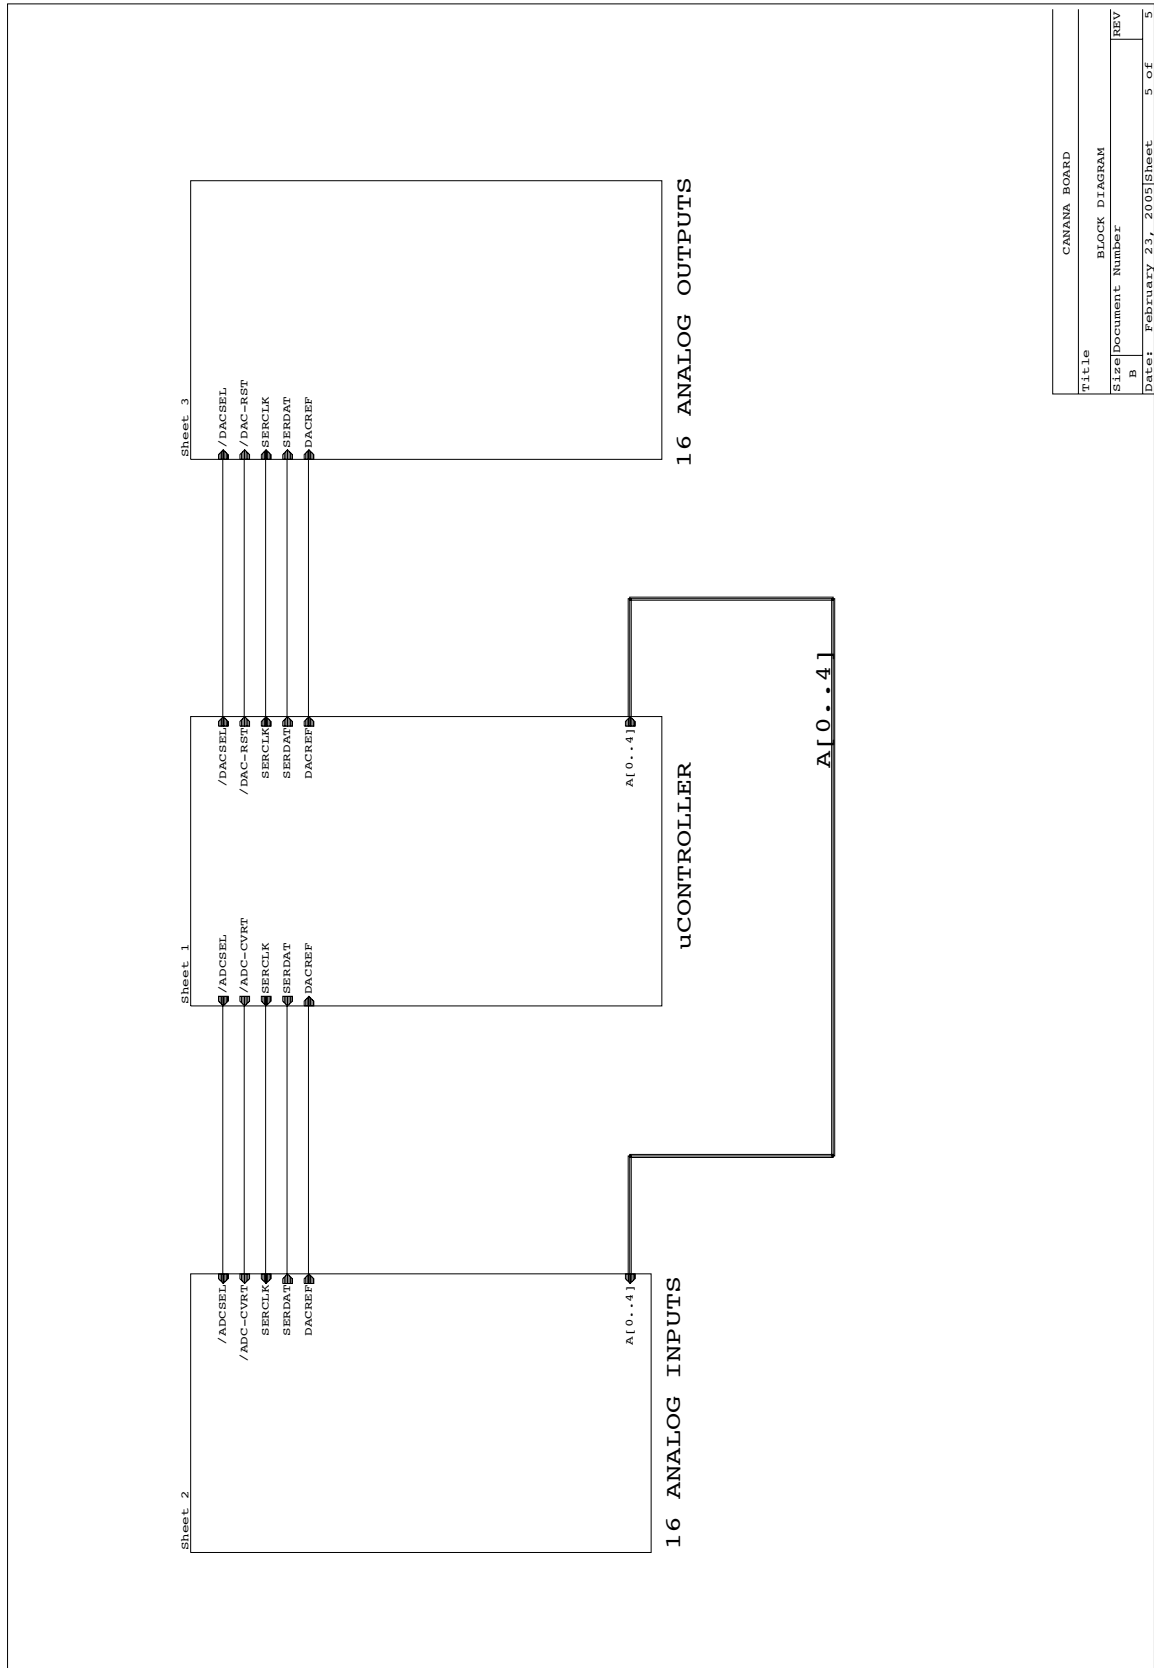 Sheet 2
/ADCSEL
/ADC-CVRT
SERCLK
SERDAT
DACREF
A[0..4]
16 ANALOG INPUTS
Sheet 1
/ADCSEL
/ADC-CVRT
SERCLK
SERDAT
DACREF
/DACSEL
/DAC-RST
SERCLK
SERDAT
DACREF
A[0..4]
uCONTROLLER
Sheet 3
/DACSEL
/DAC-RST
SERCLK
SERDAT
DACREF
16 ANALOG OUTPUTS
A[0..4]
CANANA BOARD
Title
BLOCK DIAGRAM
Size Document Number REV
B
Date: February 23, 2005 Sheet 5 of 5